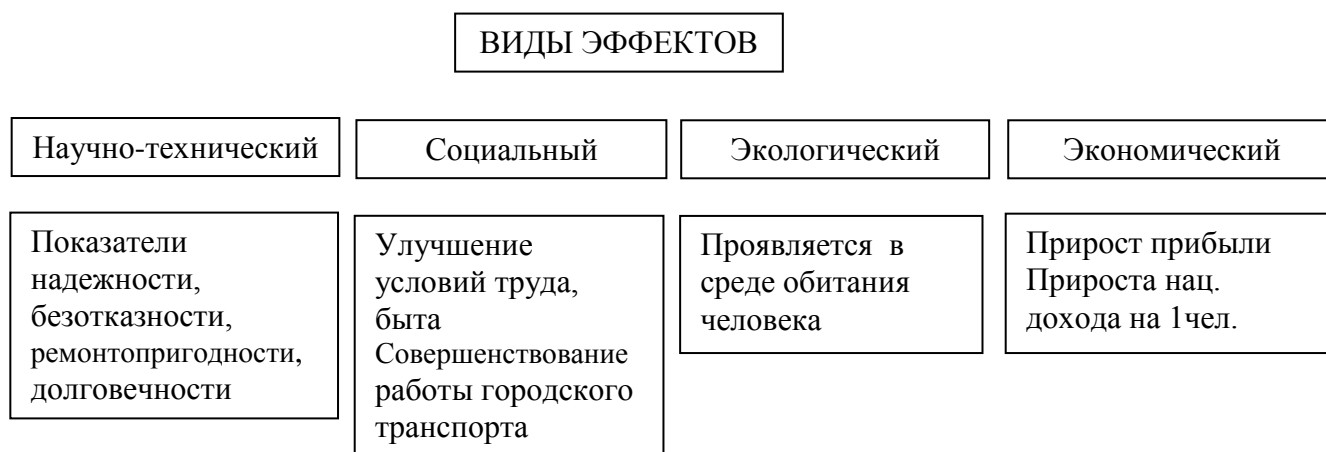 ВИДЫ ЭФФЕКТОВ
Научно-технический
Социальный
Экологический
Экономический
Показатели
надежности,
безотказности,
ремонтопригодности,
долговечности
Улучшение
условий труда,
быта
Совершенствование
работы городского
транспорта
Проявляется в
среде обитания
человека
Прирост прибыли
Прироста нац.
дохода на 1чел.